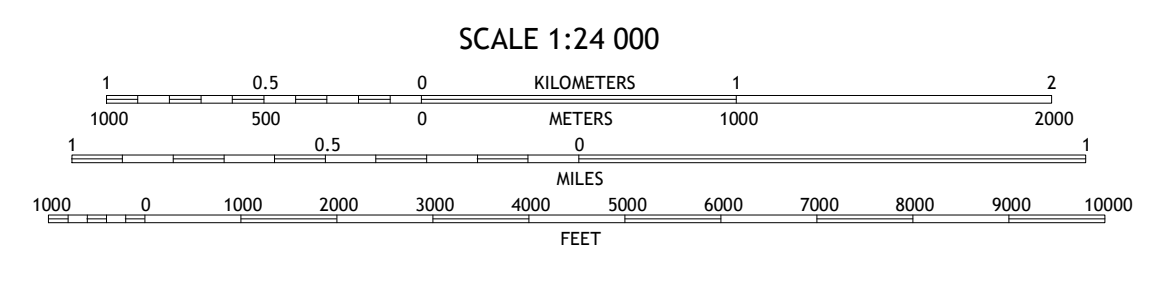 SCALE 1:24 000
1 0.5 0 KILOMETERS 1 2
1000 500 0 METERS 1000 2000
1 0.5 0 1
MILES
1000 0 1000 2000 3000 4000 5000 6000 7000 8000 9000 10000
FEET